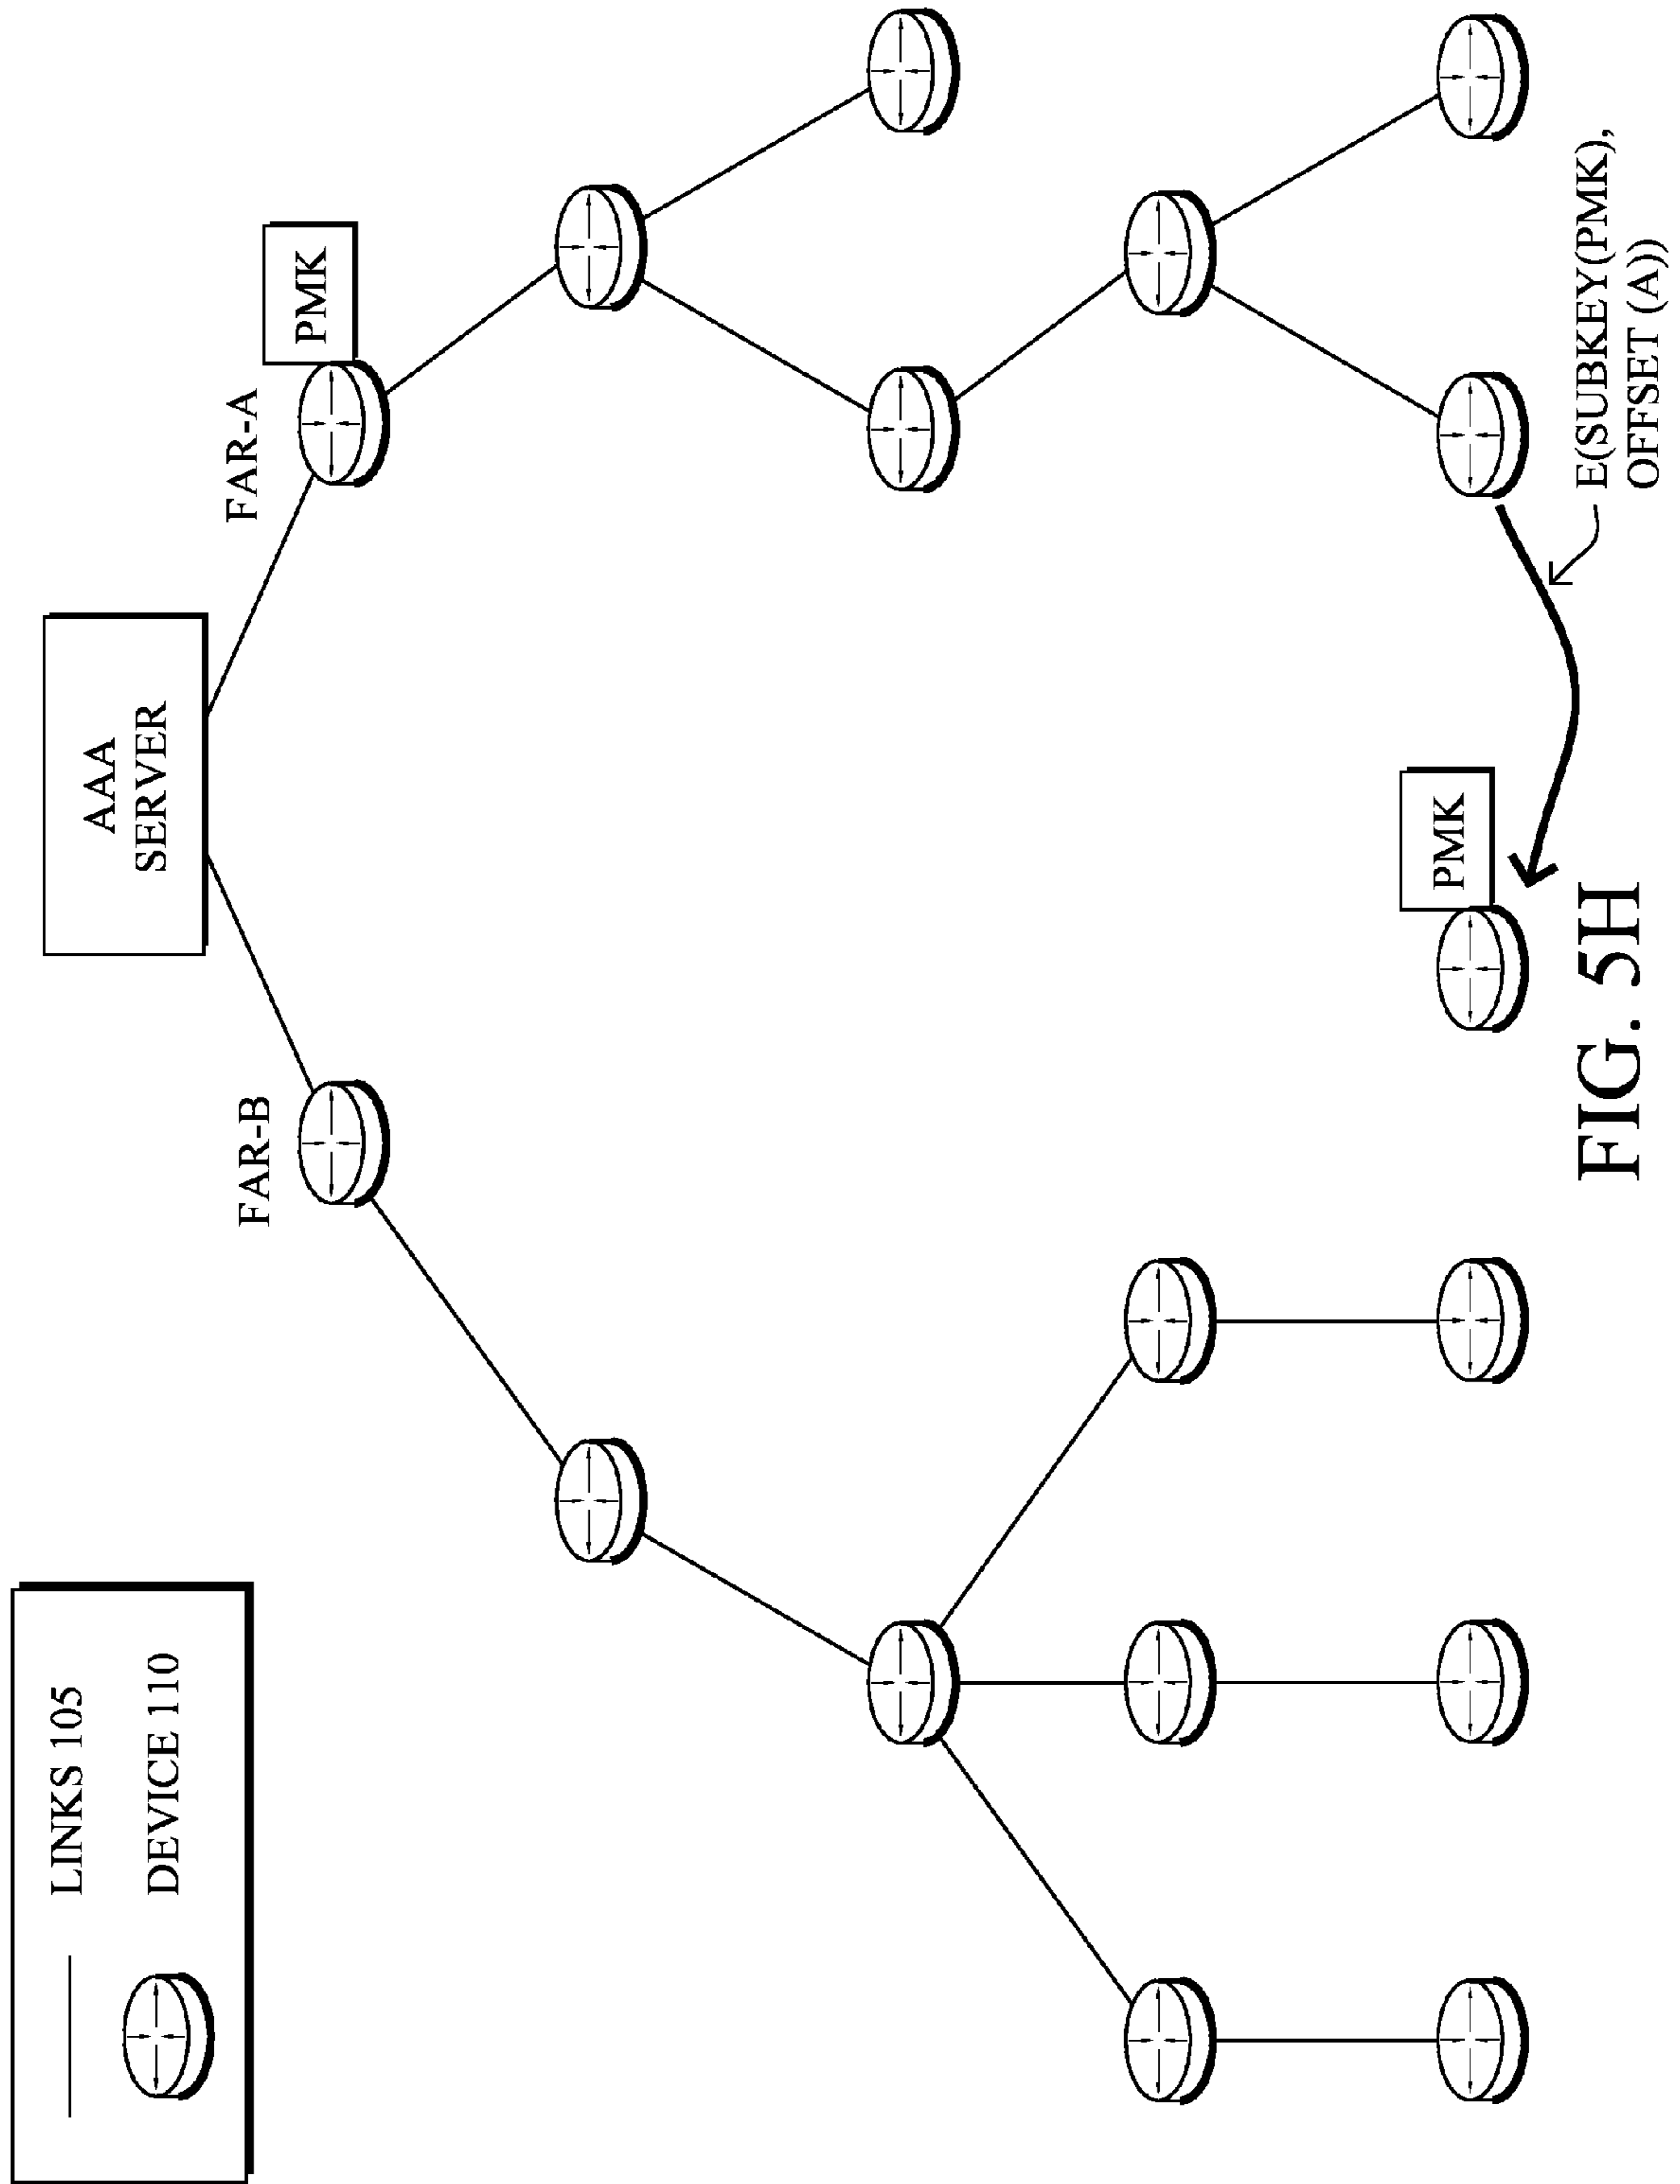 LINKS 105
DEVICE 110
AAA
SERVER
FAR-B
FAR-A
PMK
PMK
E(SUBKEY(PMK),
OFFSET (A))
FIG. 5H